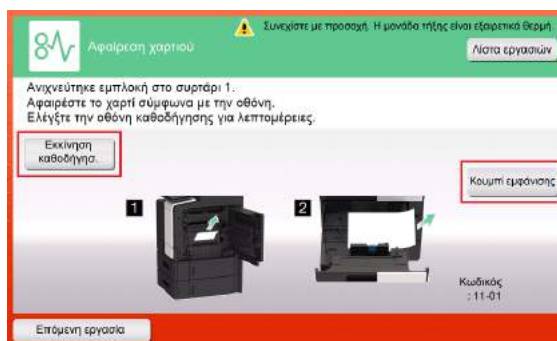 Συνεχίστε με προσοχή. Η μονάδα τήξης είναι εξαιρετικά θερμή.
Αφαίρεση χαρτιού
Λίστα εργασιών
Ανιχνεύτηκε εμπλοκή στο συρτάρι 1.
Αφαιρέστε το χαρτί σύμφωνα με την οθόνη.
Ελέγξτε την οθόνη καθοδήγησης για λεπτομέρειες.
Εκκίνηση
καθοδήγησ.
Κουμπί εμφάνισης
1
2
Κωδικός
: 11-01
Επόμενη εργασία